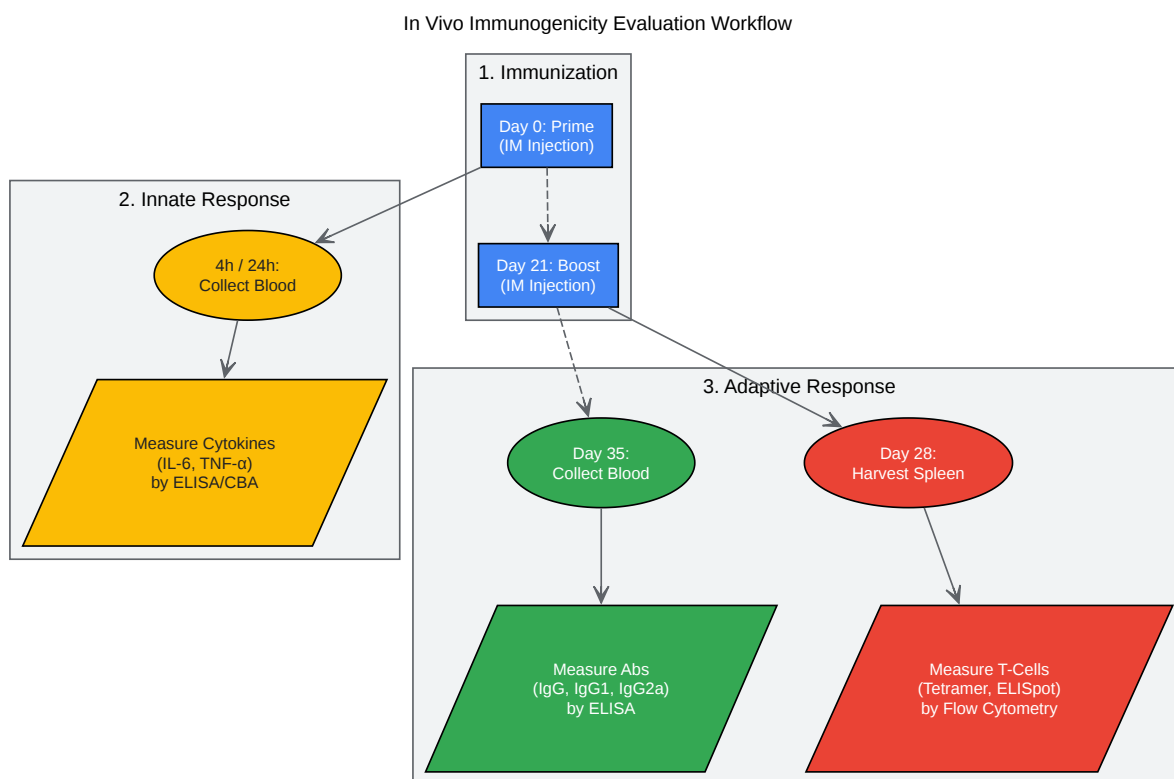 In Vivo Immunogenicity Evaluation Workflow
1. Immunization
Day 0: Prime
(IM Injection)
Day 21: Boost
(IM Injection)
2. Innate Response
4h / 24h:
Collect Blood
Measure Cytokines
(IL-6, TNF-α)
by ELISA/CBA
3. Adaptive Response
Day 35:
Collect Blood
Day 28:
Harvest Spleen
Measure Abs
(IgG, IgG1, IgG2a)
by ELISA
Measure T-Cells
(Tetramer, ELISpot)
by Flow Cytometry